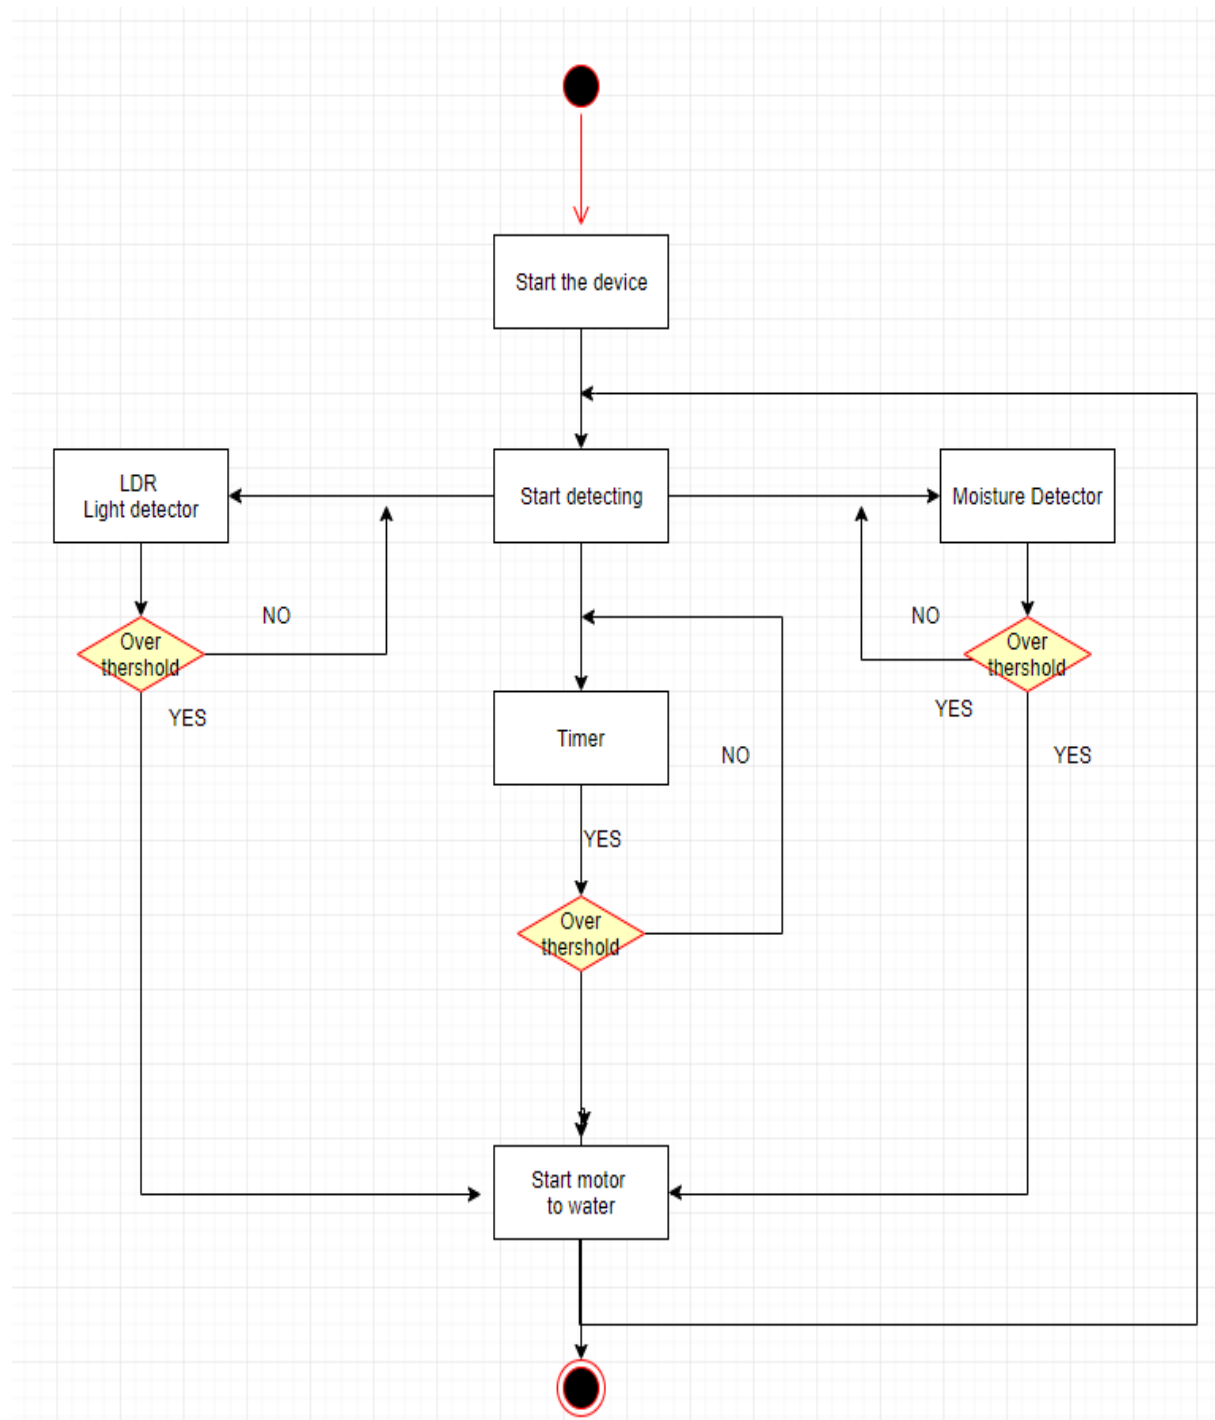 Start the device
LDR
Light detector
Start detecting
Moisture Detector
NO
NO
Over
thershold
Over
thershold
YES
YES
Timer
NO
YES
YES
Over
thershold
Start motor
to water